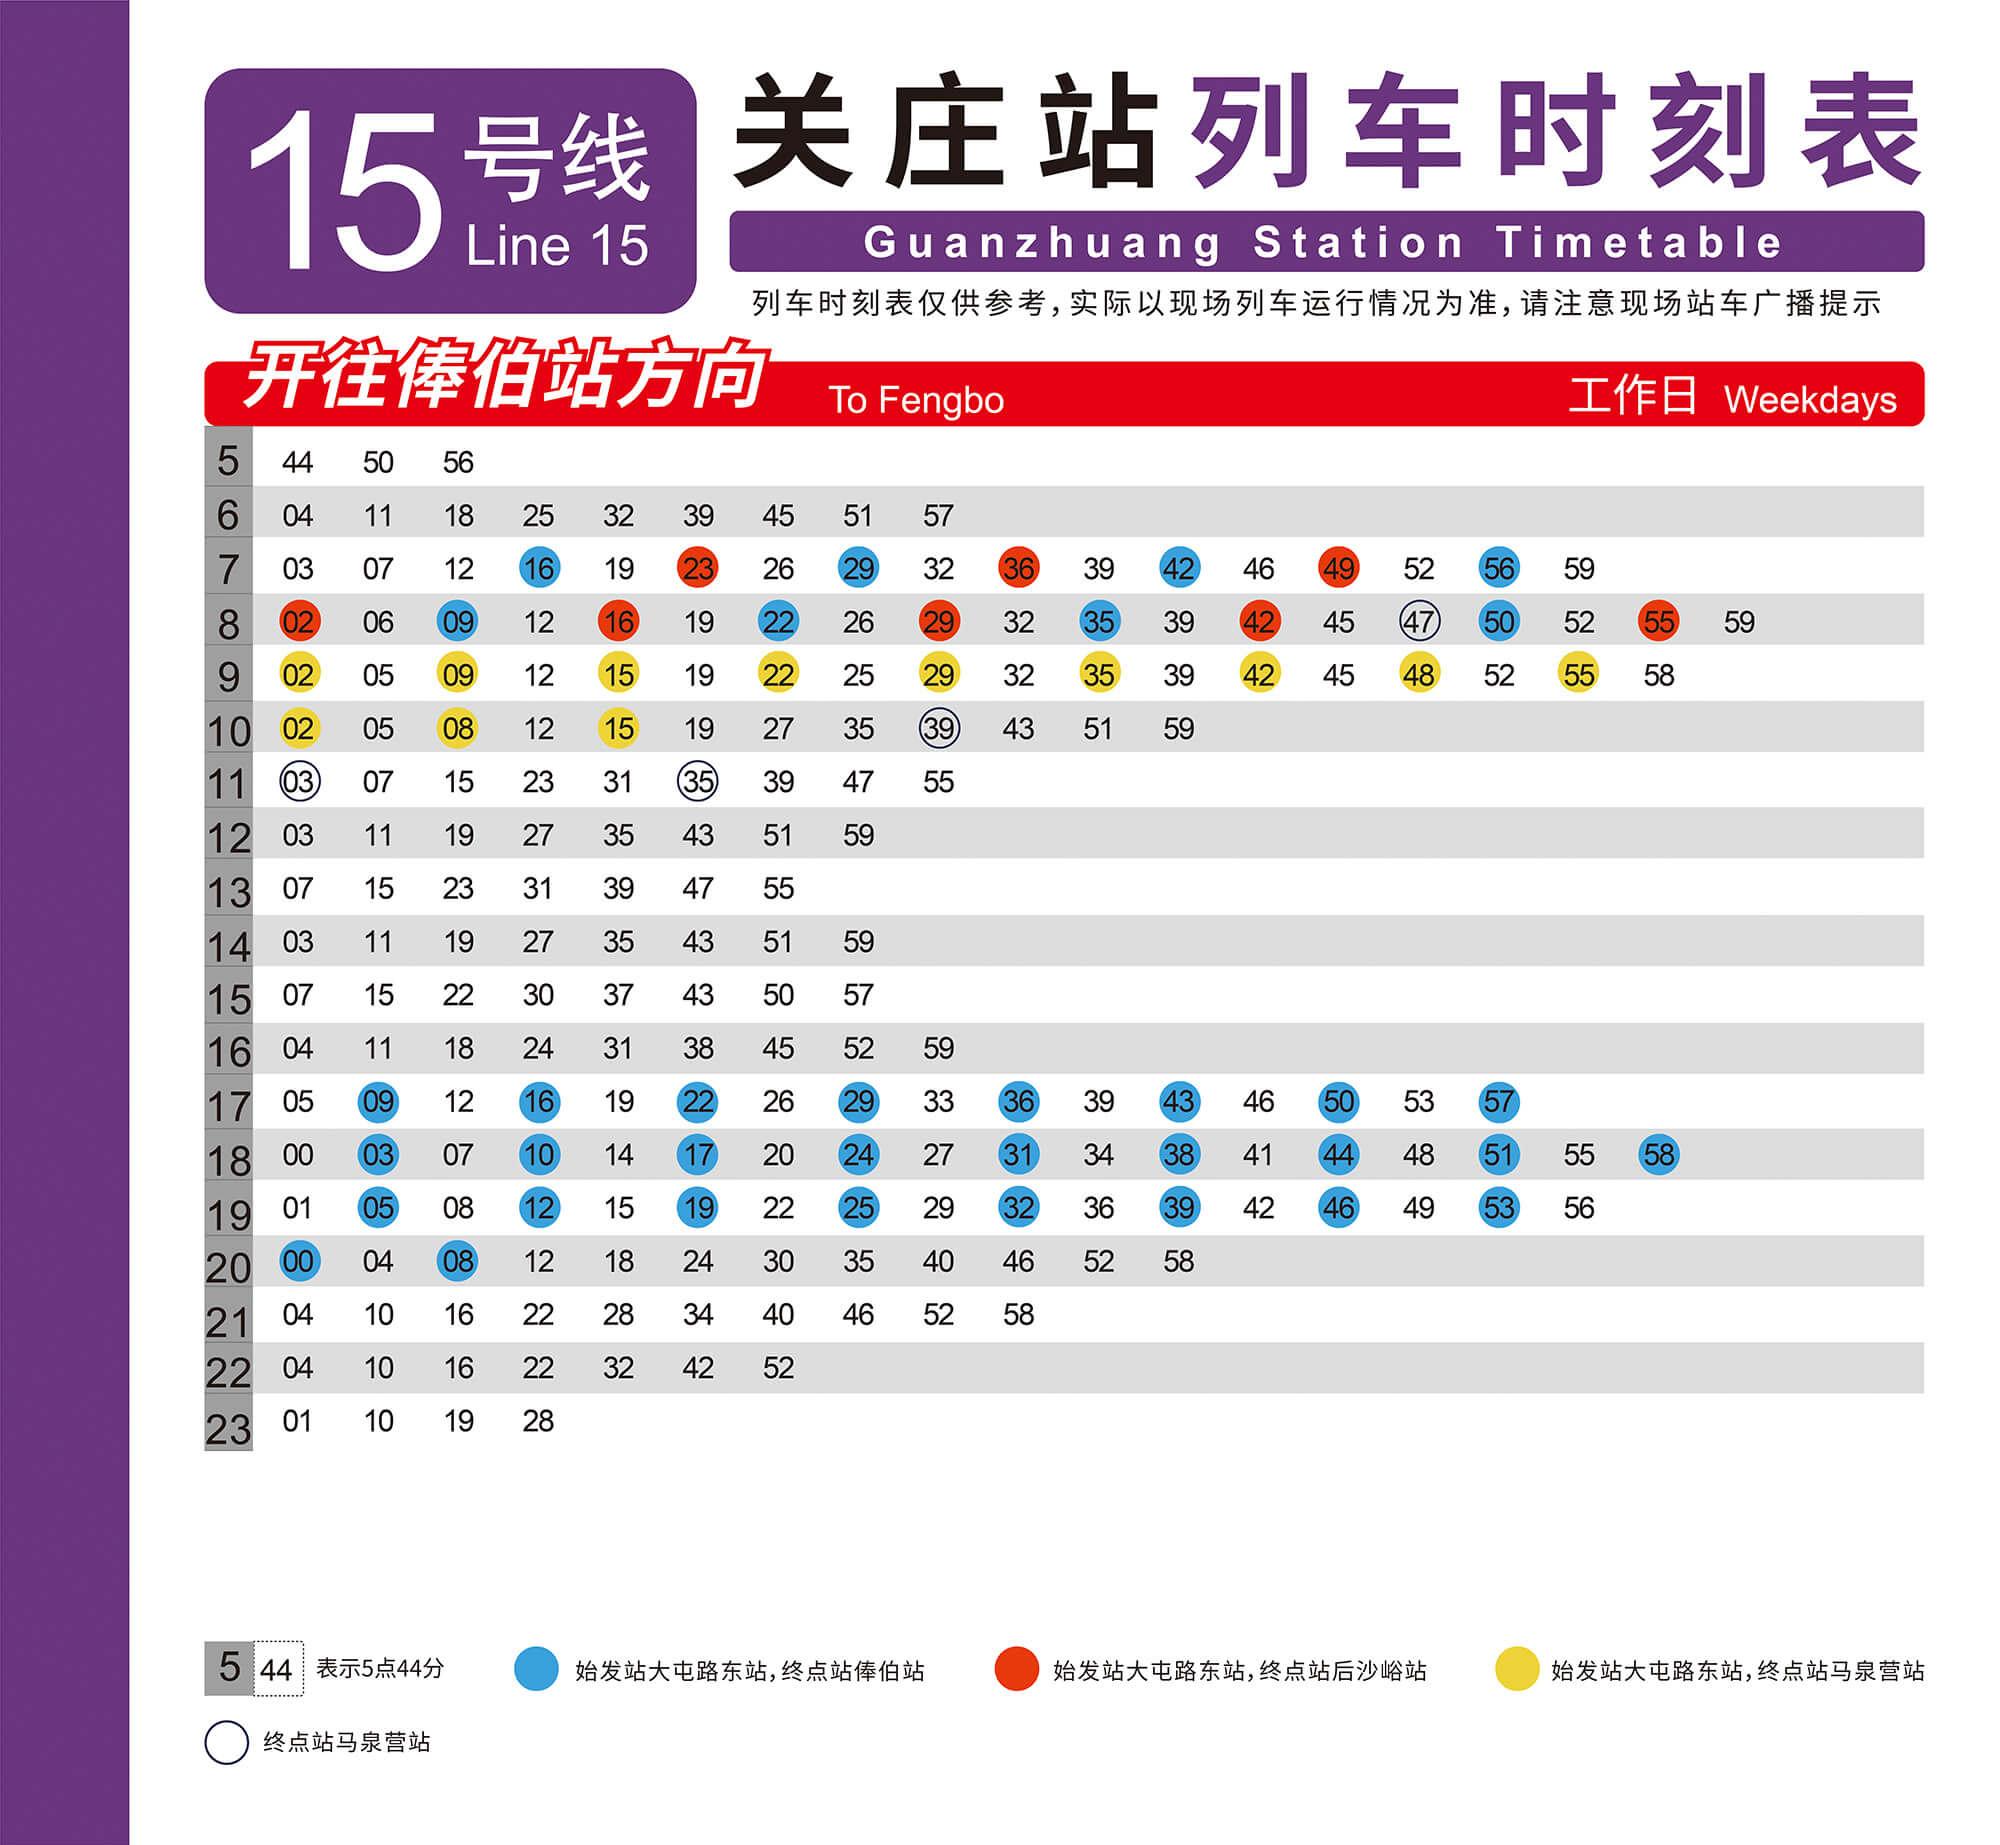 15号线
Line 15
关庄站列车时刻表
Guanzhuang Station Timetable
列车时刻表仅供参考,实际以现场列车运行情况为准,请注意现场站车广播提示
开往俸伯站方向 To Fengbo 工作日 Weekdays
5 44 50 56
6 04 11 18 25 32 39 45 51 57
7 03 07 12 16 19 23 26 29 32 36 39 42 46 49 52 56 59
8 02 06 09 12 16 19 22 26 29 32 35 39 42 45 47 50 52 55 59
9 02 05 09 12 15 19 22 25 29 32 35 39 42 45 48 52 55 58
10 02 05 08 12 15 19 27 35 39 43 51 59
11 03 07 15 23 31 35 39 47 55
12 03 11 19 27 35 43 51 59
13 07 15 23 31 39 47 55
14 03 11 19 27 35 43 51 59
15 07 15 22 30 37 43 50 57
16 04 11 18 24 31 38 45 52 59
17 05 09 12 16 19 22 26 29 33 36 39 43 46 50 53 57
18 00 03 07 10 14 17 20 24 27 31 34 38 41 44 48 51 55 58
19 01 05 08 12 15 19 22 25 29 32 36 39 42 46 49 53 56
20 00 04 08 12 18 24 30 35 40 46 52 58
21 04 10 16 22 28 34 40 46 52 58
22 04 10 16 22 32 42 52
23 01 10 19 28
5 44 表示5点44分 始发站大屯路东站,终点站俸伯站 始发站大屯路东站,终点站后沙峪站 始发站大屯路东站,终点站马泉营站
终点站马泉营站